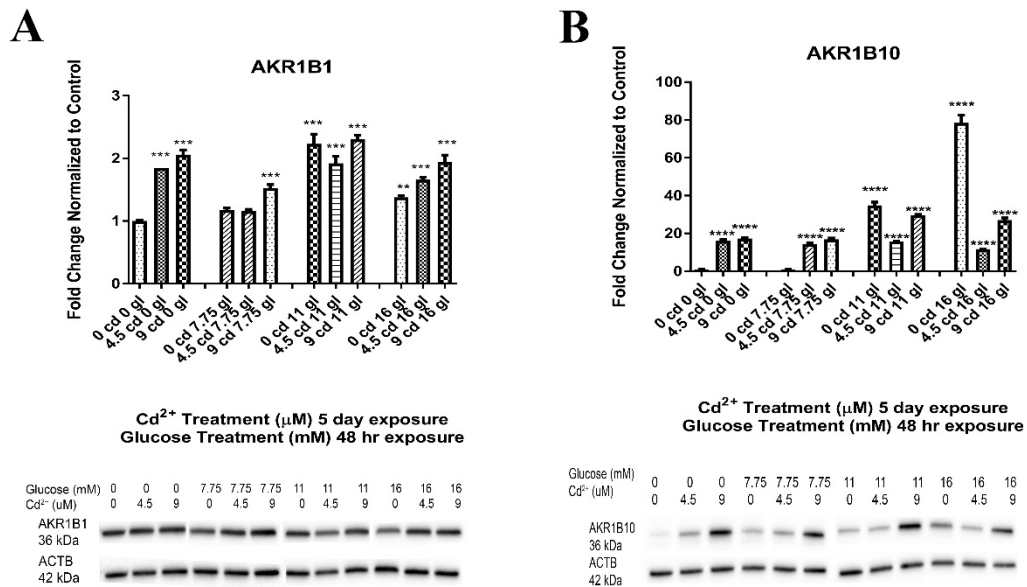 A
AKR1B1
Fold Change Normalized to Control
3
2
1
0
0 cd 0 gl
4.5 cd 0 gl
9 cd 0 gl
0 cd 7.75 gl
4.5 cd 7.75 gl
9 cd 7.75 gl
0 cd 11 gl
4.5 cd 11 gl
9 cd 11 gl
0 cd 16 gl
4.5 cd 16 gl
9 cd 16 gl
*** *** *** *** *** *** ** *** ***
Cd2+ Treatment (μM) 5 day exposure
Glucose Treatment (mM) 48 hr exposure
Glucose (mM) 0 0 0 7.75 7.75 7.75 11 11 11 16 16 16
Cd2+ (uM) 0 4.5 9 0 4.5 9 0 4.5 9 0 4.5 9
AKR1B1
36 kDa
ACTB
42 kDa
B
AKR1B10
Fold Change Normalized to Control
100
80
60
40
20
0
0 cd 0 gl
4.5 cd 0 gl
9 cd 0 gl
0 cd 7.75 gl
4.5 cd 7.75 gl
9 cd 7.75 gl
0 cd 11 gl
4.5 cd 11 gl
9 cd 11 gl
0 cd 16 gl
4.5 cd 16 gl
9 cd 16 gl
**** **** **** **** **** **** **** **** **** ****
Cd2+ Treatment (μM) 5 day exposure
Glucose Treatment (mM) 48 hr exposure
Glucose (mM) 0 0 0 7.75 7.75 7.75 11 11 11 16 16 16
Cd2+ (uM) 0 4.5 9 0 4.5 9 0 4.5 9 0 4.5 9
AKR1B10
36 kDa
ACTB
42 kDa